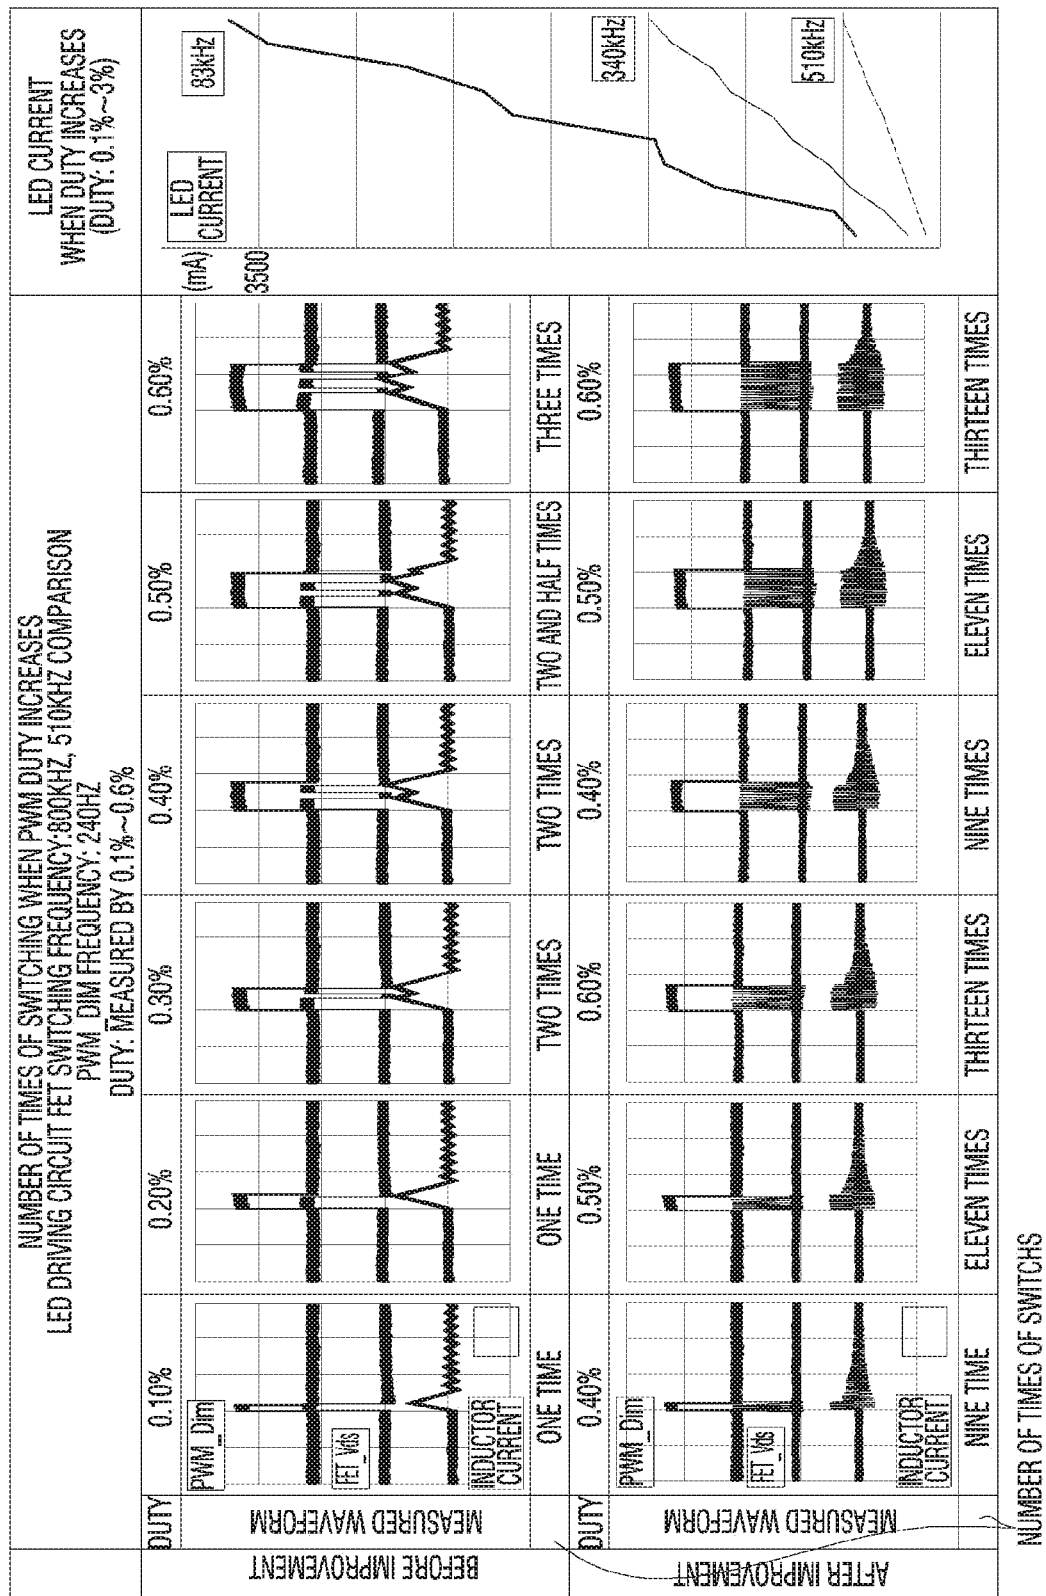 NUMBER OF TIMES OF SWITCHING WHEN PWM DUTY INCREASES
LED DRIVING CIRCUIT FET SWITCHING FREQUENCY:800KHZ, 510KHZ COMPARISON
PWM_DIM FREQUENCY: 240HZ
DUTY: MEASURED BY 0.1%~0.6%
LED CURRENT
WHEN DUTY INCREASES
(DUTY: 0.1%~3%)
BEFORE IMPROVEMENT
DUTY
0.10%
0.20%
0.30%
0.40%
0.50%
0.60%
MEASURED WAVEFORM
PWM_Dim
FET_Vds
INDUCTOR
CURRENT
ONE TIME
ONE TIME
TWO TIMES
TWO TIMES
TWO AND HALF TIMES
THREE TIMES
AFTER IMPROVEMENT
DUTY
0.40%
0.50%
0.60%
0.40%
0.50%
0.60%
MEASURED WAVEFORM
PWM_Dim
FET_Vds
INDUCTOR
CURRENT
NINE TIME
ELEVEN TIMES
THIRTEEN TIMES
NINE TIMES
ELEVEN TIMES
THIRTEEN TIMES
(mA)
3500
LED
CURRENT
83kHz
340kHz
510kHz
NUMBER OF TIMES OF SWITCHS